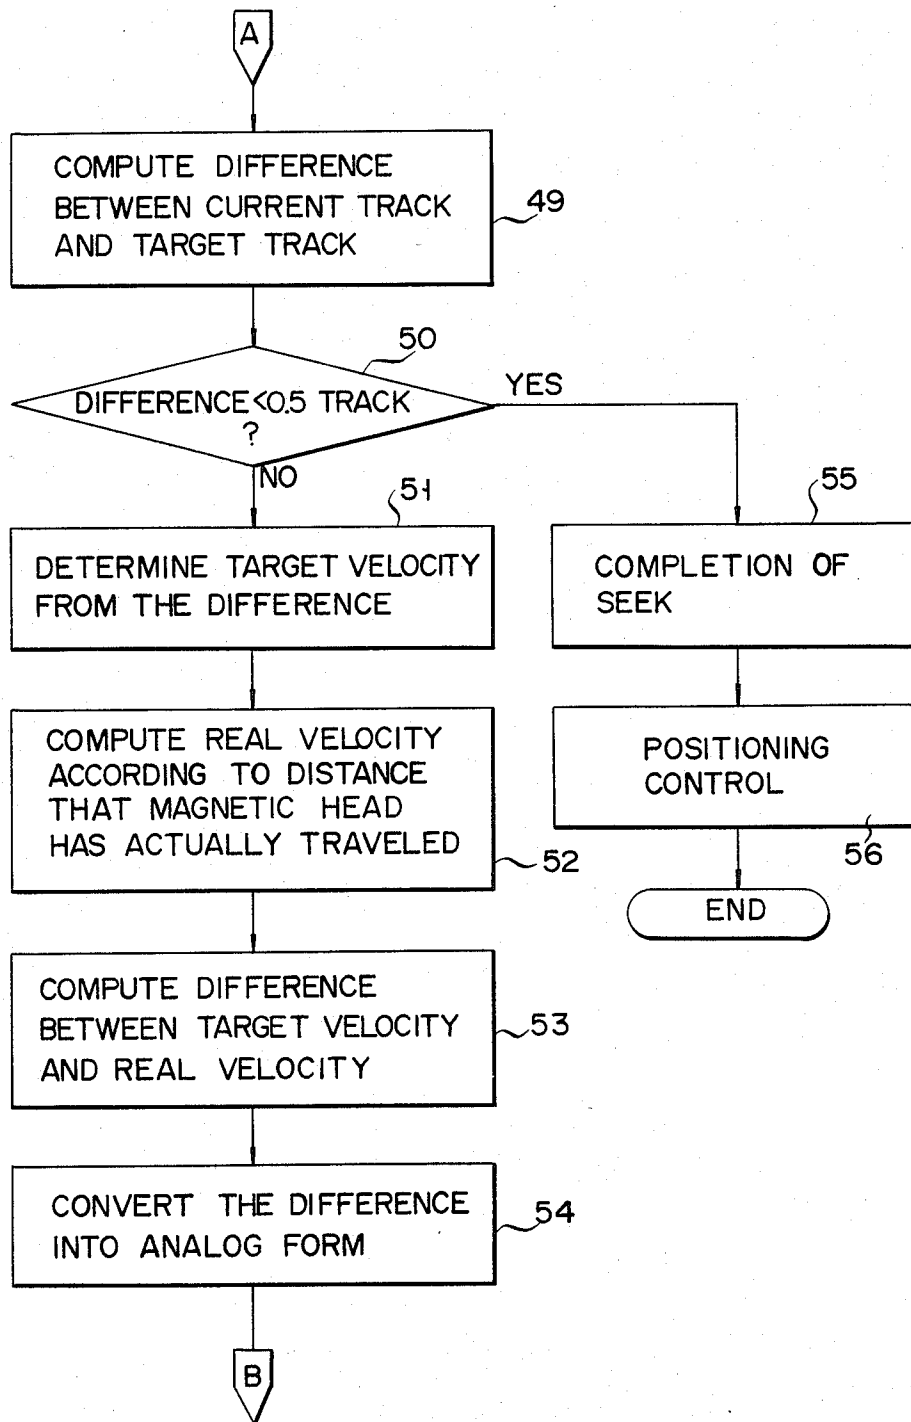 A
COMPUTE DIFFERENCE
BETWEEN CURRENT TRACK
AND TARGET TRACK
49
50
DIFFERENCE<0.5 TRACK
?
YES
NO
51
DETERMINE TARGET VELOCITY
FROM THE DIFFERENCE
55
COMPLETION OF
SEEK
COMPUTE REAL VELOCITY
ACCORDING TO DISTANCE
THAT MAGNETIC HEAD
HAS ACTUALLY TRAVELED
52
POSITIONING
CONTROL
56
END
COMPUTE DIFFERENCE
BETWEEN TARGET VELOCITY
AND REAL VELOCITY
53
CONVERT THE DIFFERENCE
INTO ANALOG FORM
54
B